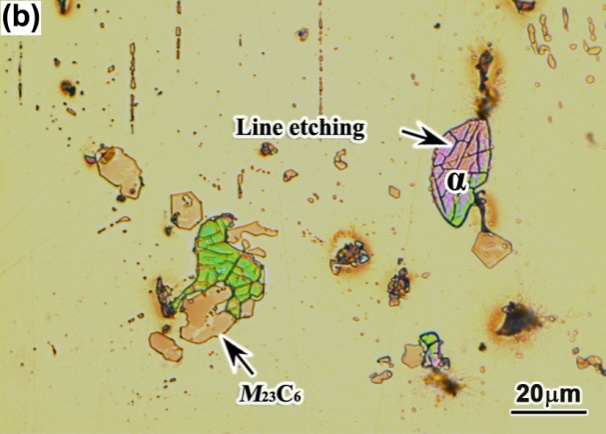 (b)
Line etching
α
M23C6
20μm